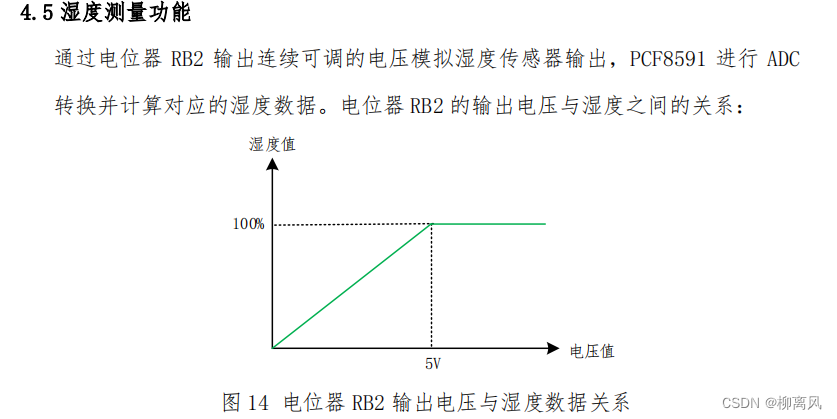 4.5 湿度测量功能
通过电位器 RB2 输出连续可调的电压模拟湿度传感器输出，PCF8591 进行 ADC
转换并计算对应的湿度数据。电位器 RB2 的输出电压与湿度之间的关系：
湿度值
100%
5V
电压值
图 14 电位器 RB2 输出电压与湿度数据关系
CSDN @柳离风